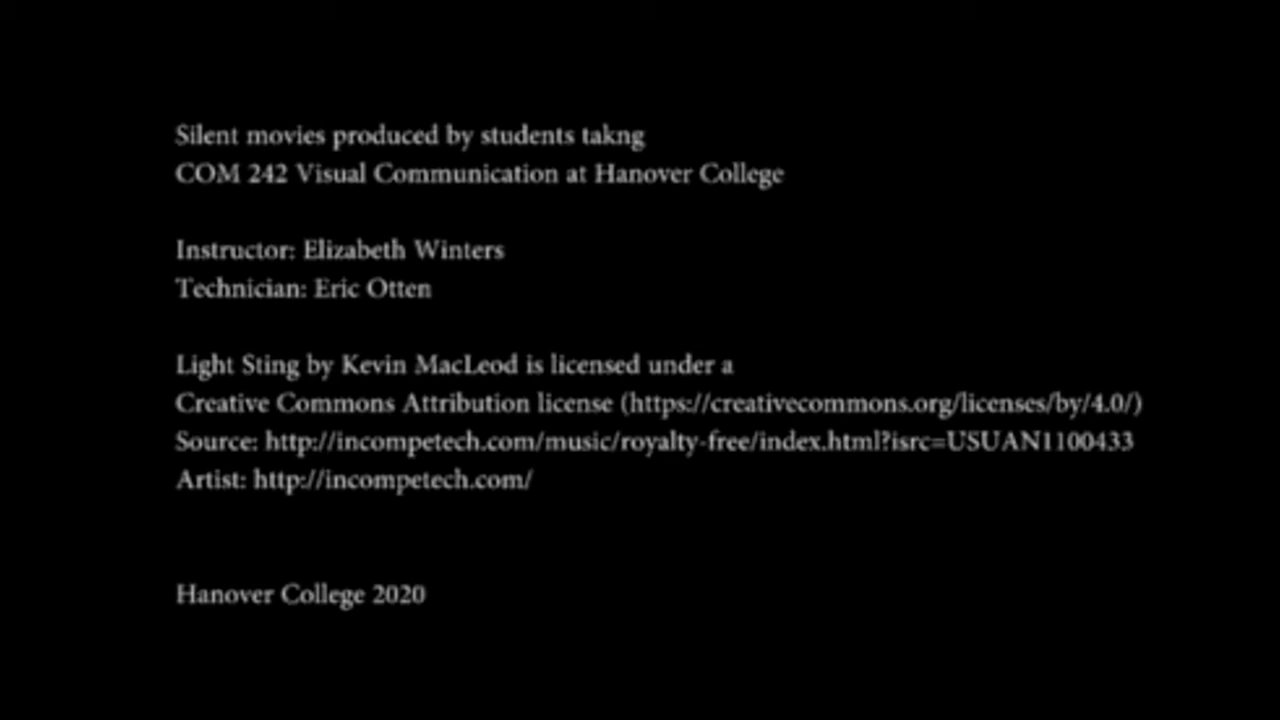 Silent movies produced by students takng
COM 242 Visual Communication at Hanover College
Instructor: Elizabeth Winters
Technician: Eric Otten
Light Sting by Kevin MacLeod is licensed under a
Creative Commons Attribution license (https://creativecommons.org/licenses/by/4.0/)
Source: http://incompetech.com/music/royalty-free/index.html?isrc=USUAN1100433
Artist: http://incompetech.com/
Hanover College 2020